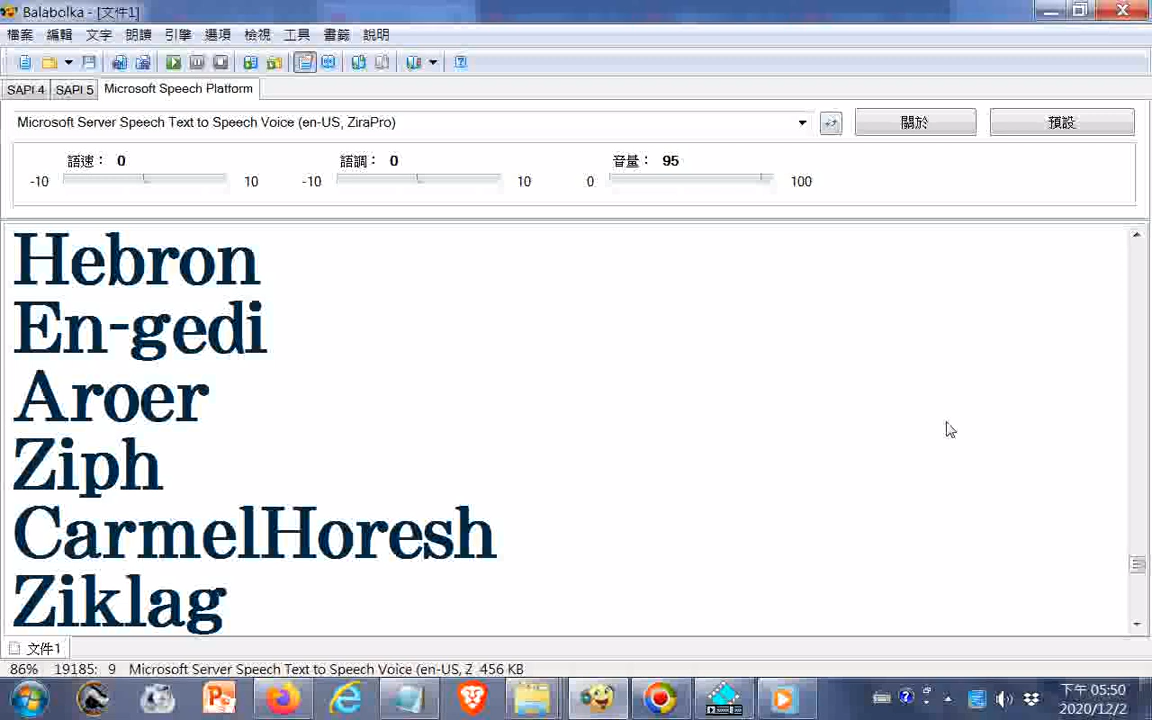 Balabolka - [文件1]
檔案 編輯 文字 朗讀 引擎 選項 檢視 工具 書籤 說明
SAPI 4 SAPI 5 Microsoft Speech Platform
Microsoft Server Speech Text to Speech Voice (en-US, ZiraPro) 關於 預設
語速： 0 語調： 0 音量： 95
-10 10 -10 10 0 100
Hebron
En-gedi
Aroer
Ziph
CarmelHoresh
Ziklag
文件1
86% 19185: 9 Microsoft Server Speech Text to Speech Voice (en-US, Z 456 KB
下午 05:50
2020/12/2